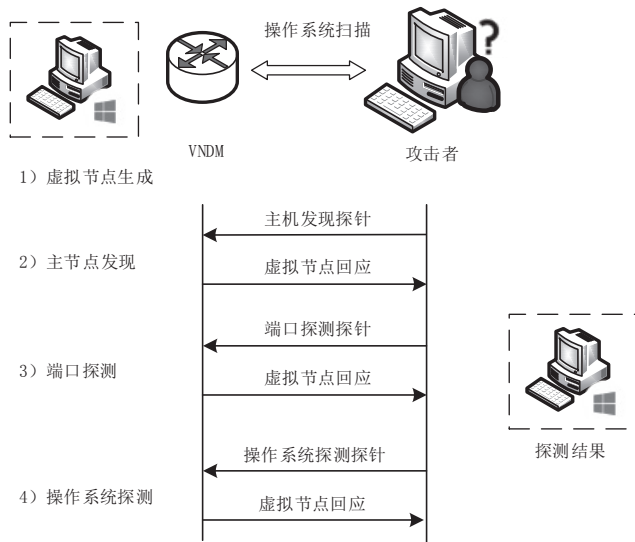 操作系统扫描
?
VNDM
攻击者
1）虚拟节点生成
主机发现探针
2）主节点发现
虚拟节点回应
端口探测探针
3）端口探测
虚拟节点回应
探测结果
操作系统探测探针
4）操作系统探测
虚拟节点回应